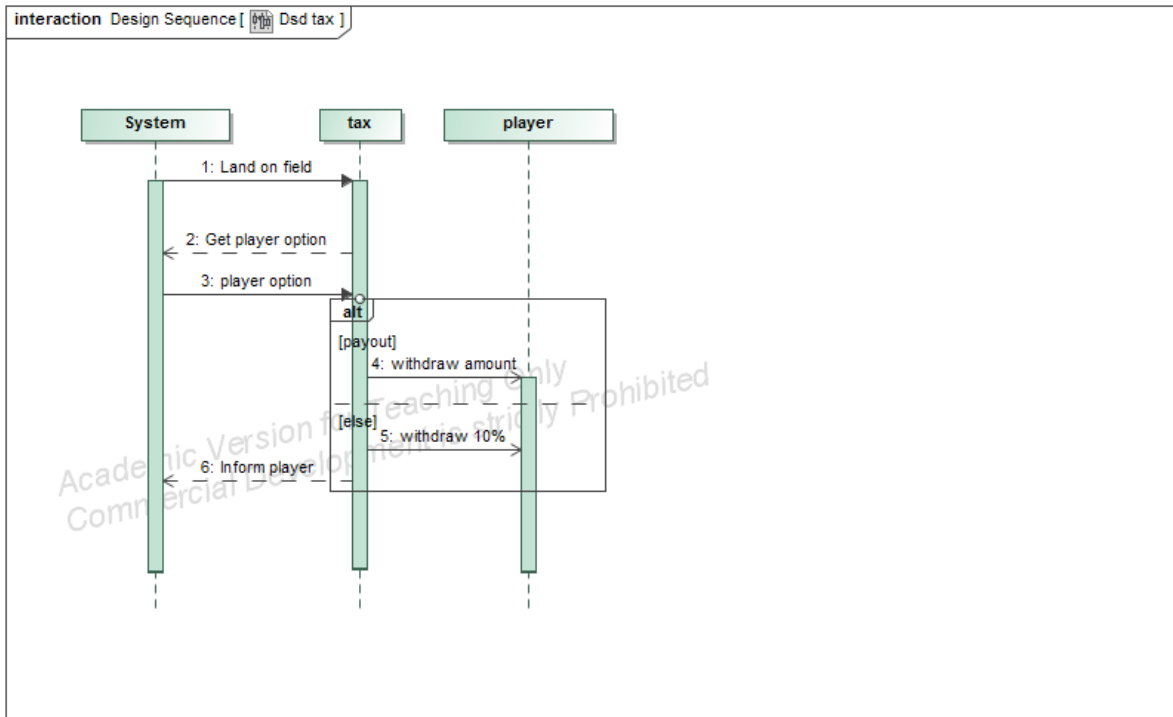 interaction Design Sequence [ Dsd tax ]
System
tax
player
1: Land on field
2: Get player option
3: player option
alt
[payout]
4: withdraw amount
[else]
5: withdraw 10%
6: Inform player
Academic Version for Teaching Only
Commercial Development is strictly Prohibited